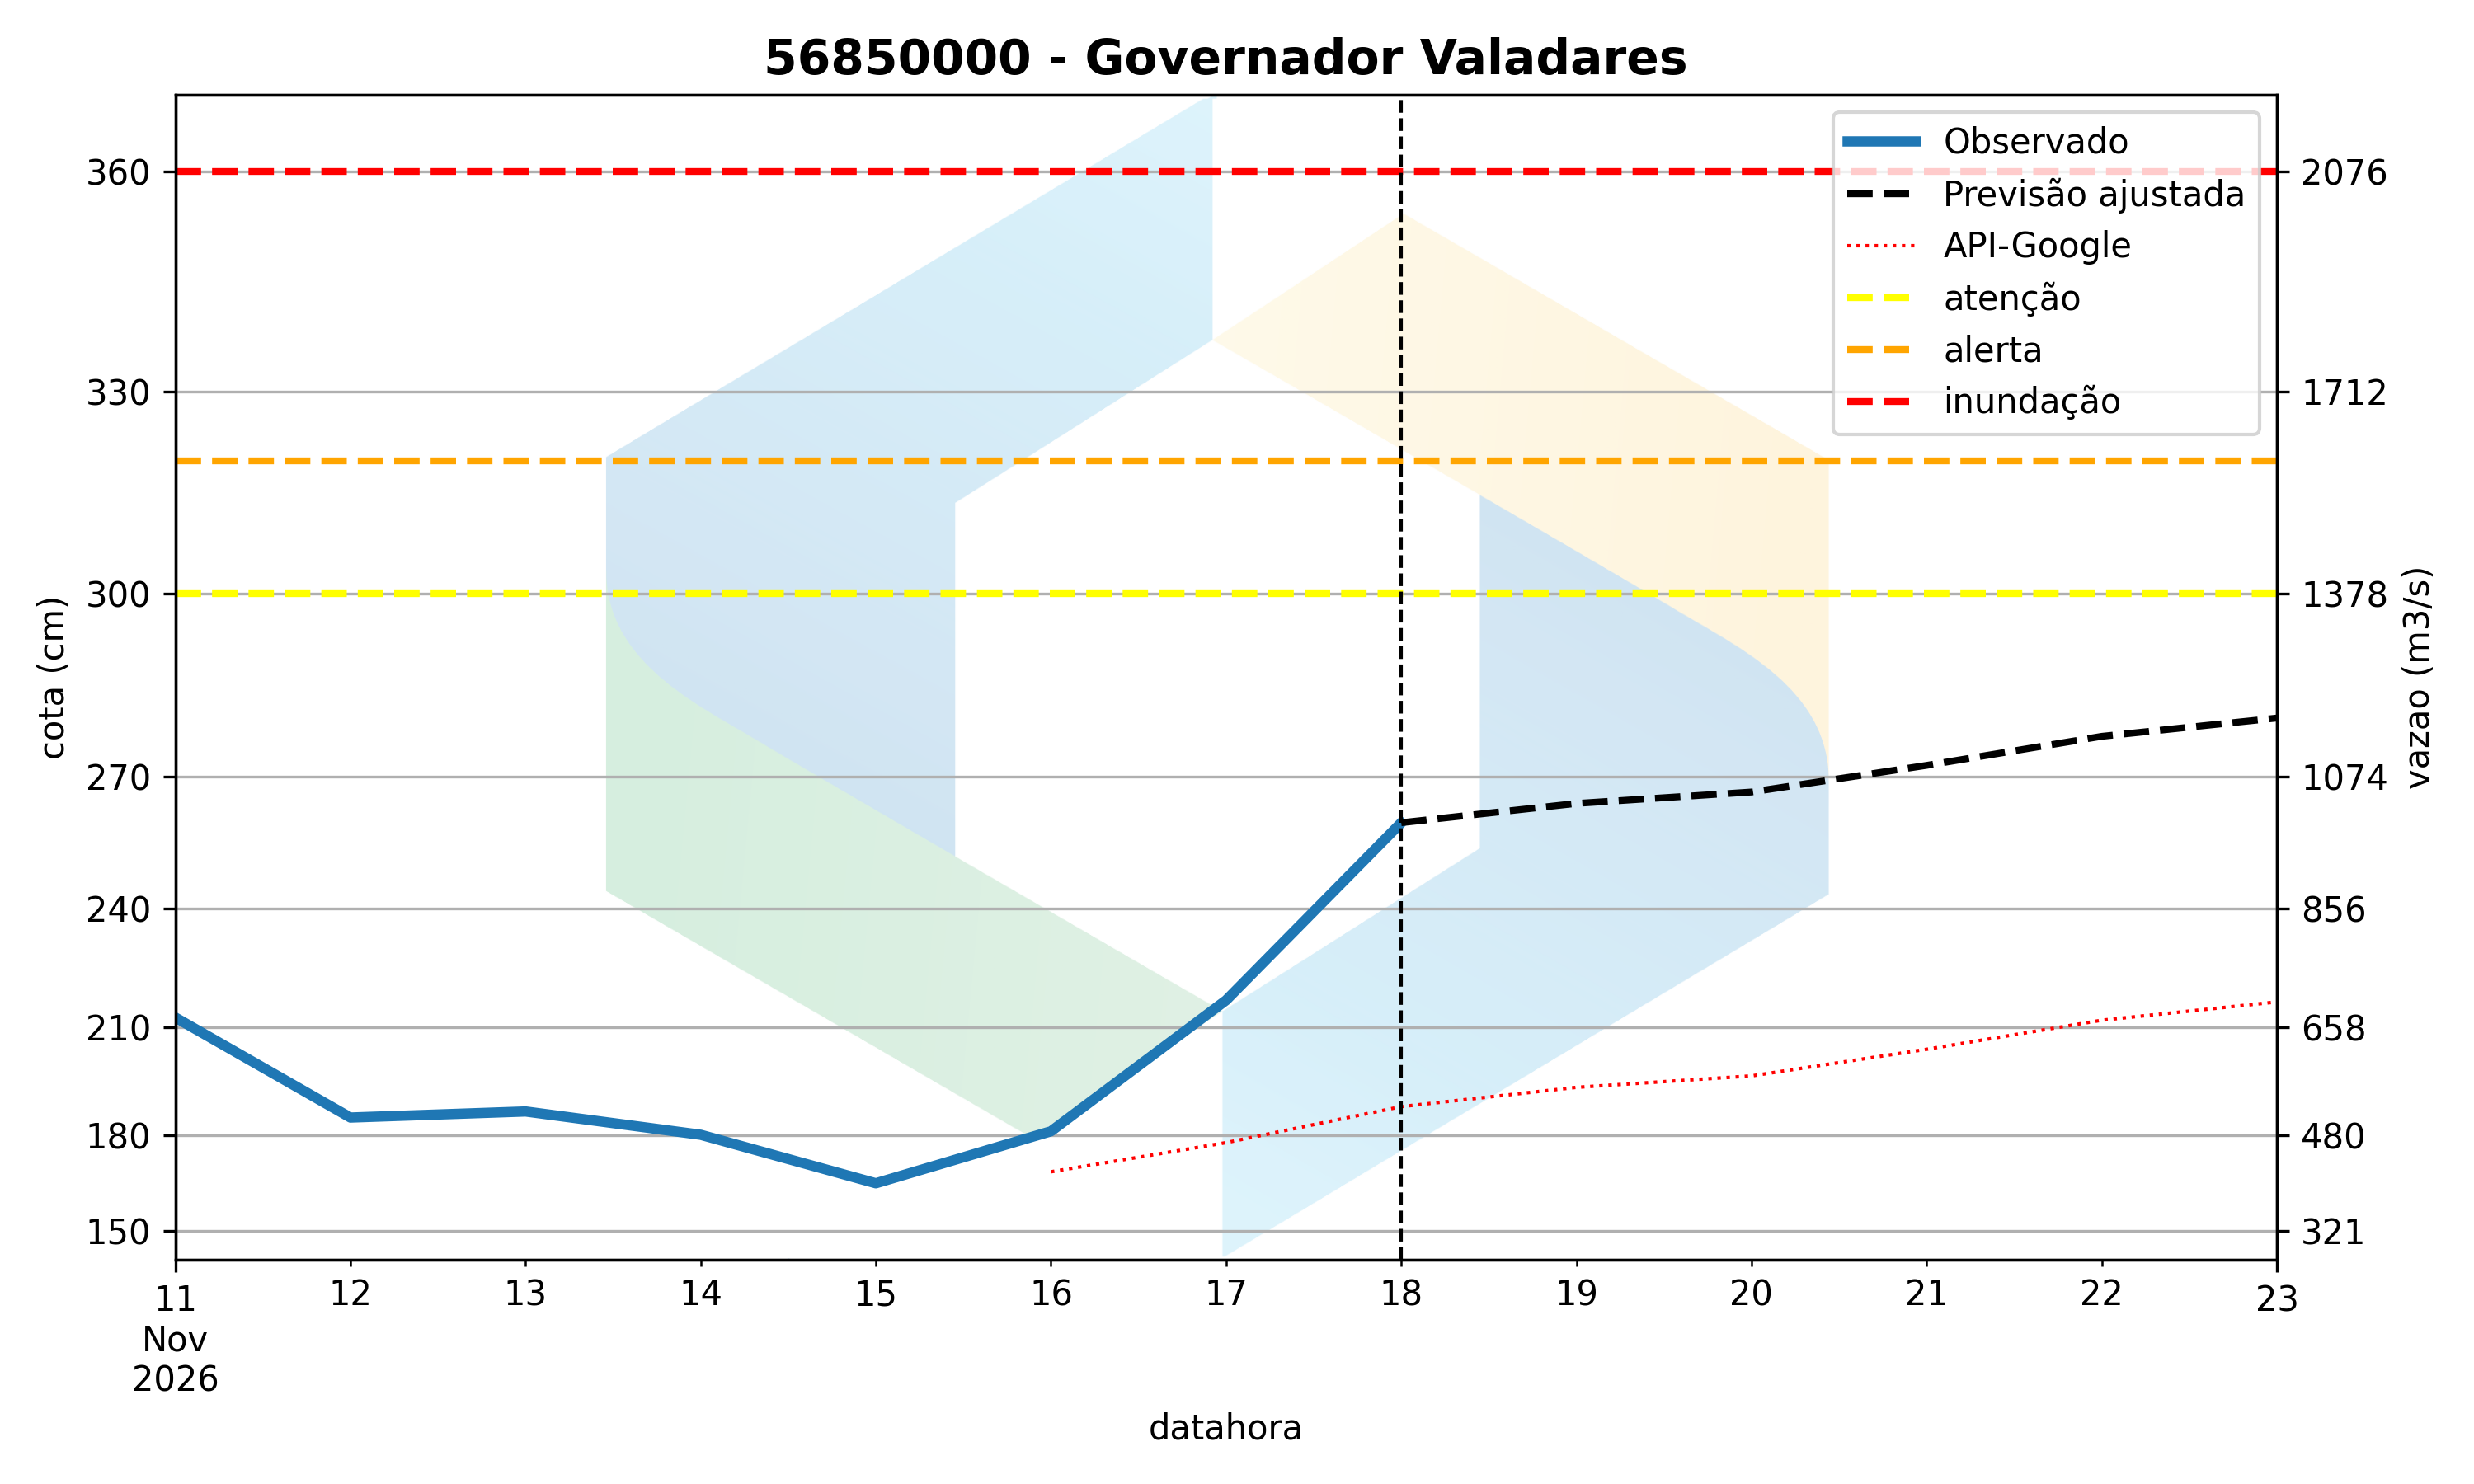 56850000 - Governador Valadares
Observado
Previsão ajustada
API-Google
atenção
alerta
inundação
360
330
300
270
240
210
180
150
cota (cm)
2076
1712
1378
1074
856
658
480
321
vazao (m3/s)
11 12 13 14 15 16 17 18 19 20 21 22 23
Nov
2026
datahora